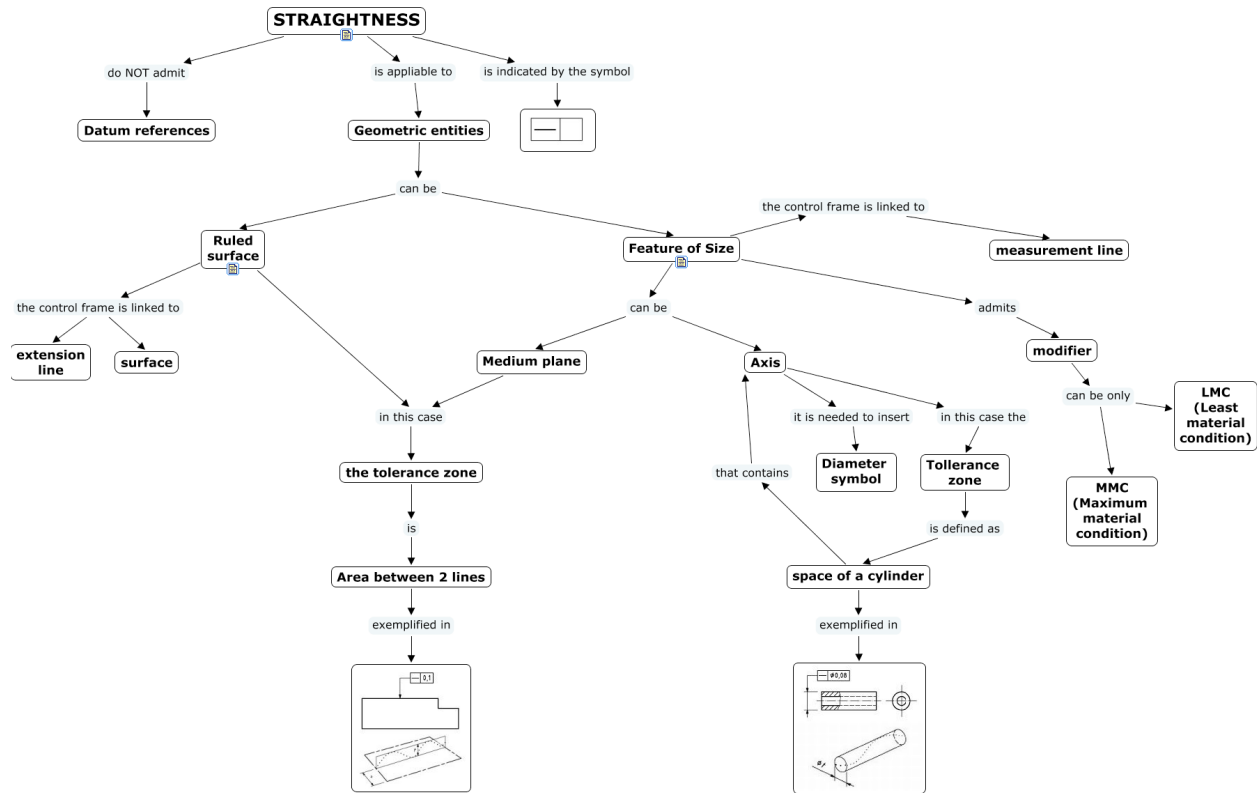 STRAIGHTNESS
do NOT admit
is appliable to
is indicated by the symbol
Datum references
Geometric entities
can be
the control frame is linked to
Ruled
surface
Feature of Size
measurement line
the control frame is linked to
can be
admits
extension
line
surface
Medium plane
Axis
modifier
in this case
it is needed to insert
in this case the
can be only
LMC
(Least
material
condition)
the tolerance zone
that contains
Diameter
symbol
Tollerance
zone
MMC
(Maximum
material
condition)
is
is defined as
Area between 2 lines
space of a cylinder
exemplified in
exemplified in
0,1
Ø0,08